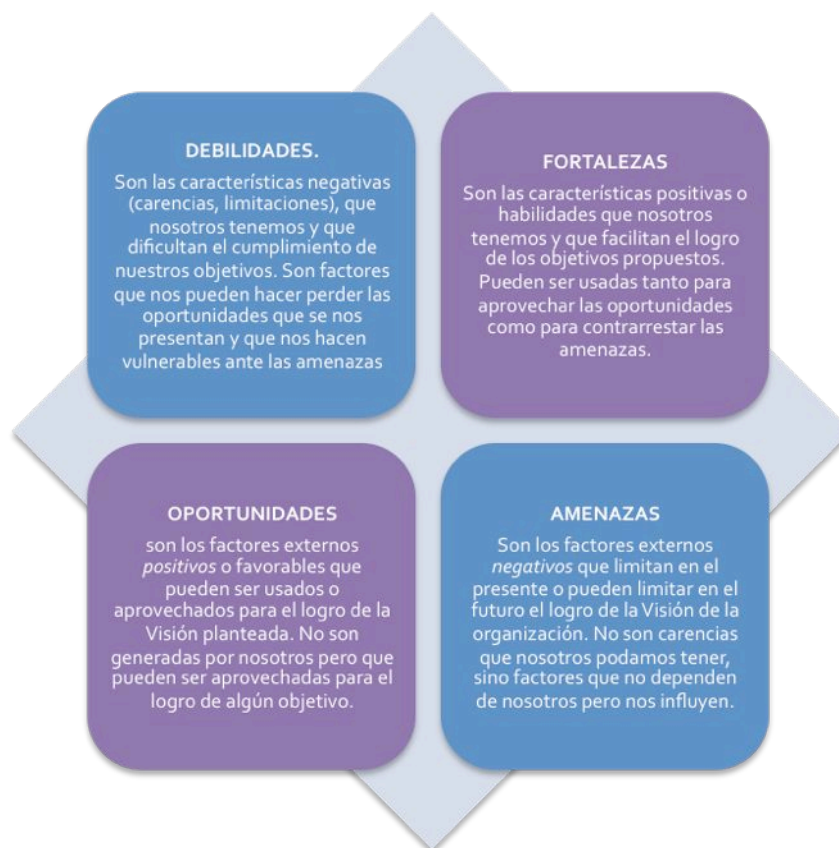 DEBILIDADES.
Son las características negativas
(carencias, limitaciones), que
nosotros tenemos y que
dificultan el cumplimiento de
nuestros objetivos. Son factores
que nos pueden hacer perder las
oportunidades que se nos
presentan y que nos hacen
vulnerables ante las amenazas
FORTALEZAS
Son las características positivas o
habilidades que nosotros
tenemos y que facilitan el logro
de los objetivos propuestos.
Pueden ser usadas tanto para
aprovechar las oportunidades
como para contrarrestar las
amenazas.
OPORTUNIDADES
son los factores externos
positivos o favorables que
pueden ser usados o
aprovechados para el logro de la
Visión planteada. No son
generadas por nosotros pero que
pueden ser aprovechadas para el
logro de algún objetivo.
AMENAZAS
Son los factores externos
negativos que limitan en el
presente o pueden limitar en el
futuro el logro de la Visión de la
organización. No son carencias
que nosotros podamos tener,
sino factores que no dependen
de nosotros pero nos influyen.